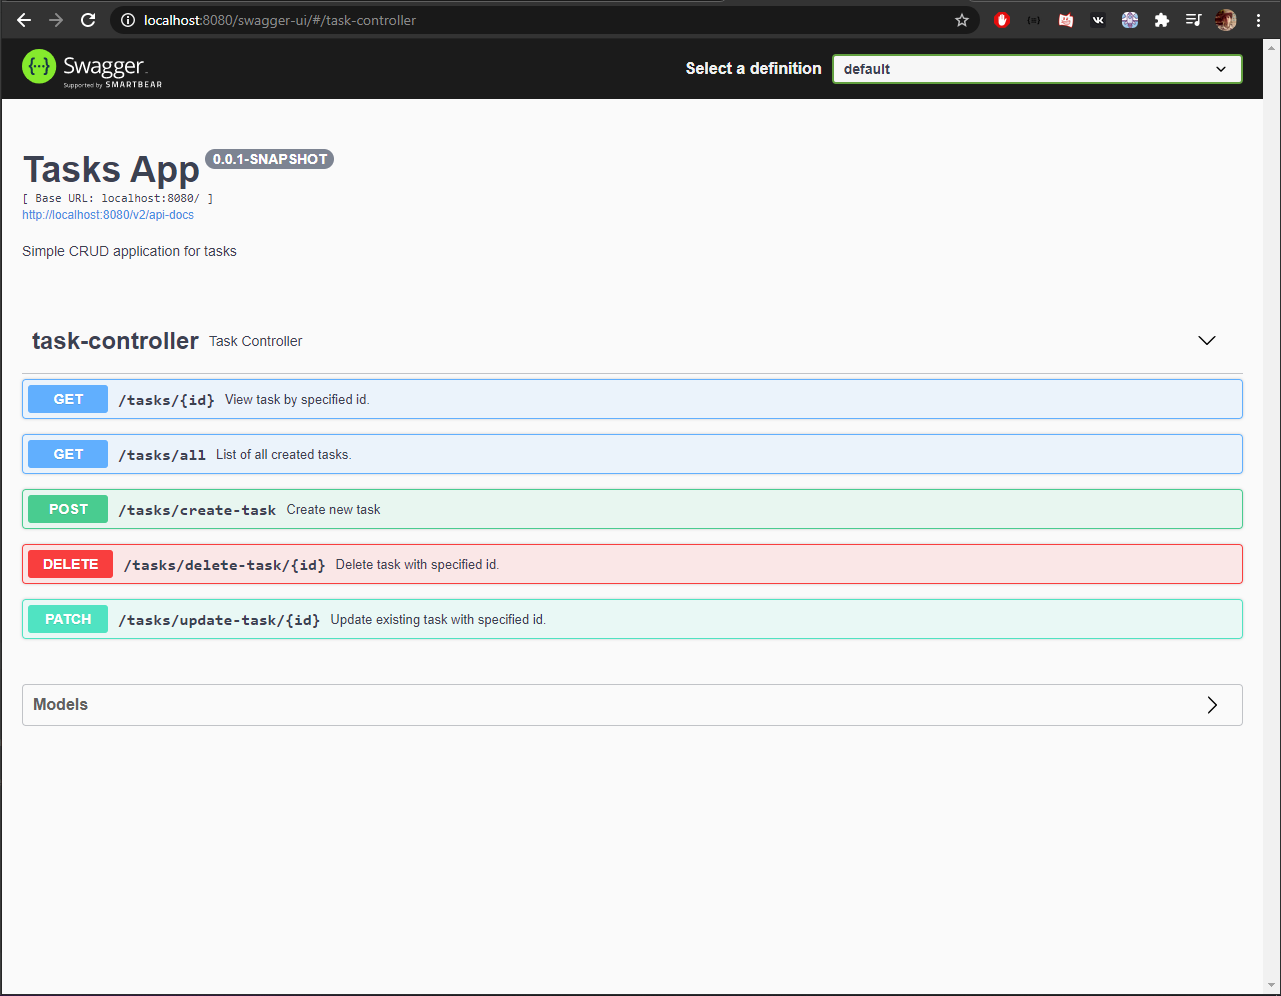 localhost:8080/swagger-ui/#/task-controller
Swagger
Supported by SMARTBEAR
Select a definition
default
Tasks App 0.0.1-SNAPSHOT
[ Base URL: localhost:8080/ ]
http://localhost:8080/v2/api-docs
Simple CRUD application for tasks
task-controller Task Controller
GET /tasks/{id} View task by specified id.
GET /tasks/all List of all created tasks.
POST /tasks/create-task Create new task
DELETE /tasks/delete-task/{id} Delete task with specified id.
PATCH /tasks/update-task/{id} Update existing task with specified id.
Models